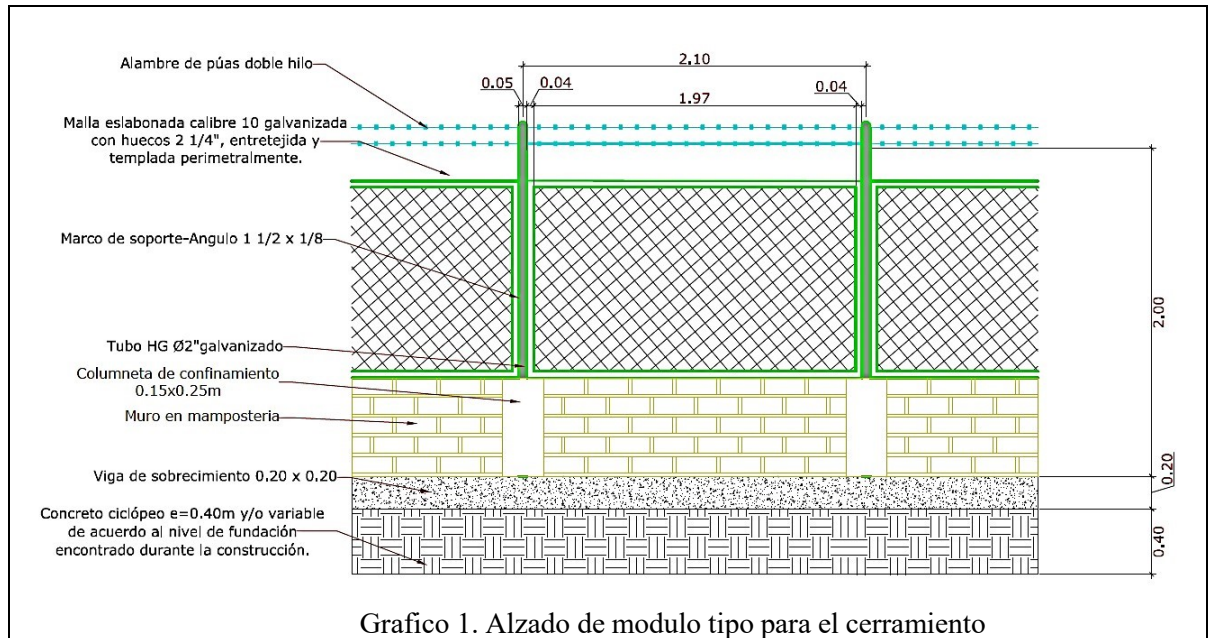 2.10
0.05
0.04
1.97
0.04
Alambre de púas doble hilo
Malla eslabonada calibre 10 galvanizada
con huecos 2 1/4", entretejida y
templada perimetralmente.
Marco de soporte-Angulo 1 1/2 x 1/8
2.00
Tubo HG Ø2"galvanizado
Columneta de confinamiento
0.15x0.25m
Muro en mamposteria
Viga de sobrecimiento 0.20 x 0.20
0.20
Concreto ciclópeo e=0.40m y/o variable
de acuerdo al nivel de fundación
encontrado durante la construcción.
0.40
Grafico 1. Alzado de modulo tipo para el cerramiento